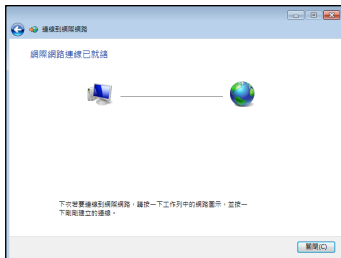 連線到網際網路
網際網路連線已就緒
下次若要連線到網際網路，請按一下工作列中的網路圖示，並按一
下剛剛建立的連線。
關閉(C)